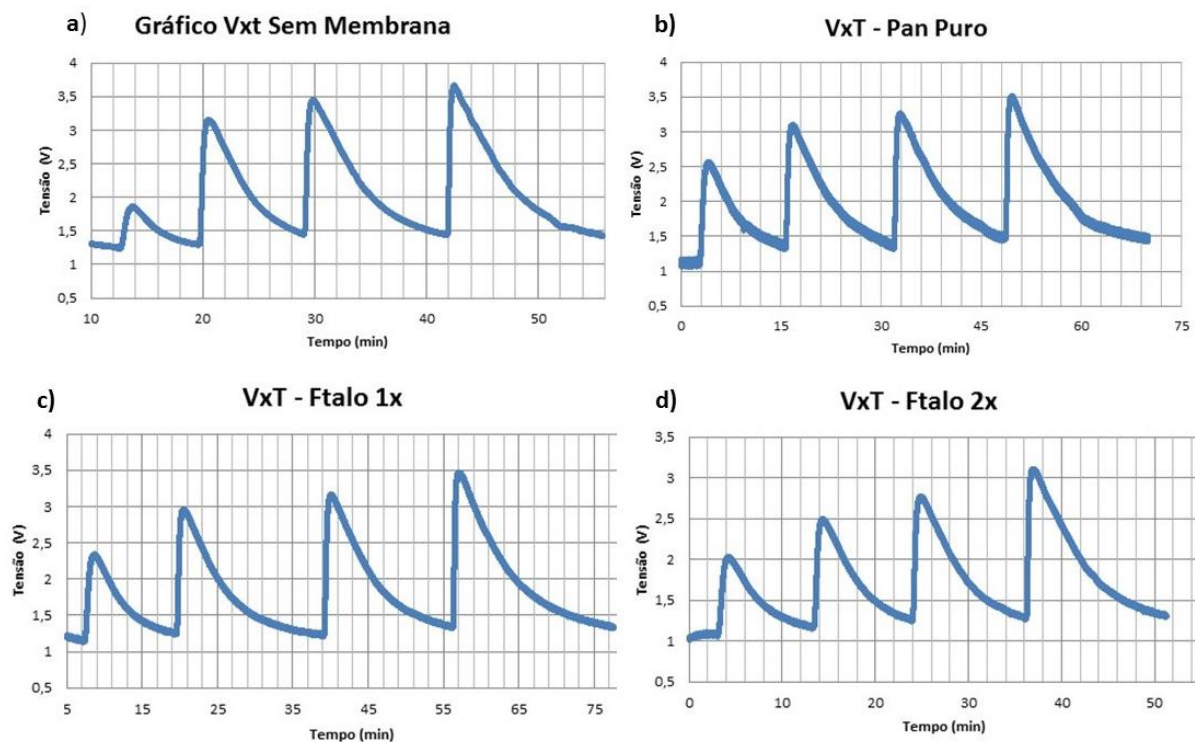 a)
Gráfico Vxt Sem Membrana
4
3,5
3
2,5
2
1,5
1
0,5
Tensão (V)
10 20 30 40 50
Tempo (min)
b)
VxT - Pan Puro
4
3,5
3
2,5
2
1,5
1
0,5
Tensão (V)
0 15 30 45 60 75
Tempo (min)
c)
VxT - Ftalo 1x
4
3,5
3
2,5
2
1,5
1
0,5
Tensão (V)
5 15 25 35 45 55 65 75
Tempo (min)
d)
VxT - Ftalo 2x
3,5
3
2,5
2
1,5
1
0,5
Tensão (V)
0 10 20 30 40 50
Tempo (min)